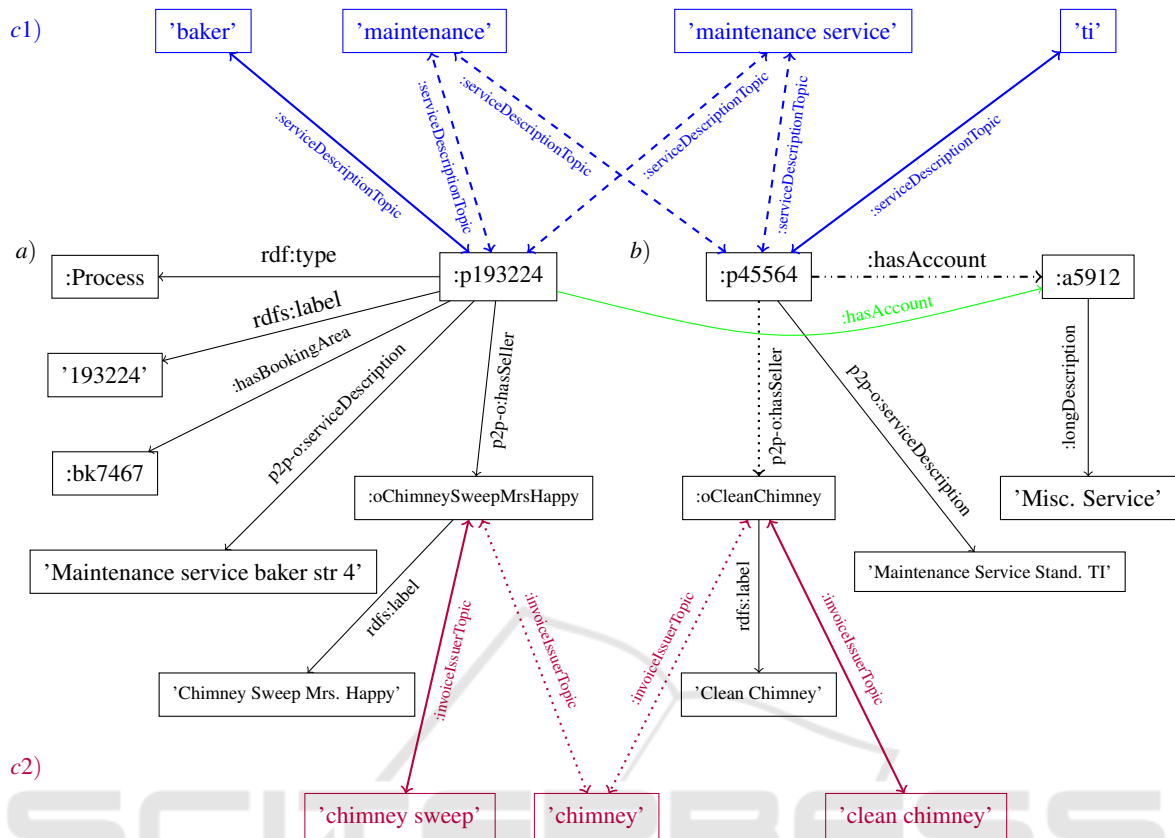 c1)
'baker'
'maintenance'
'maintenance service'
'ti'
:serviceDescriptionTopic
:serviceDescriptionTopic
:serviceDescriptionTopic
:serviceDescriptionTopic
:serviceDescriptionTopic
:serviceDescriptionTopic
a)
b)
:Process
rdf:type
:p193224
:p45564
:hasAccount
:a5912
rdfs:label
:hasAccount
'193224'
:hasBookingArea
p2p-o:serviceDescription
p2p-o:hasSeller
p2p-o:hasSeller
p2p-o:serviceDescription
:longDescription
:bk7467
:oChimneySweepMrsHappy
:oCleanChimney
'Misc. Service'
'Maintenance service baker str 4'
'Maintenance Service Stand. TI'
rdfs:label
:invoiceIssuerTopic
:invoiceIssuerTopic
:invoiceIssuerTopic
rdfs:label
:invoiceIssuerTopic
'Chimney Sweep Mrs. Happy'
'Clean Chimney'
c2)
'chimney sweep'
'chimney'
'clean chimney'
SCITEPRESS